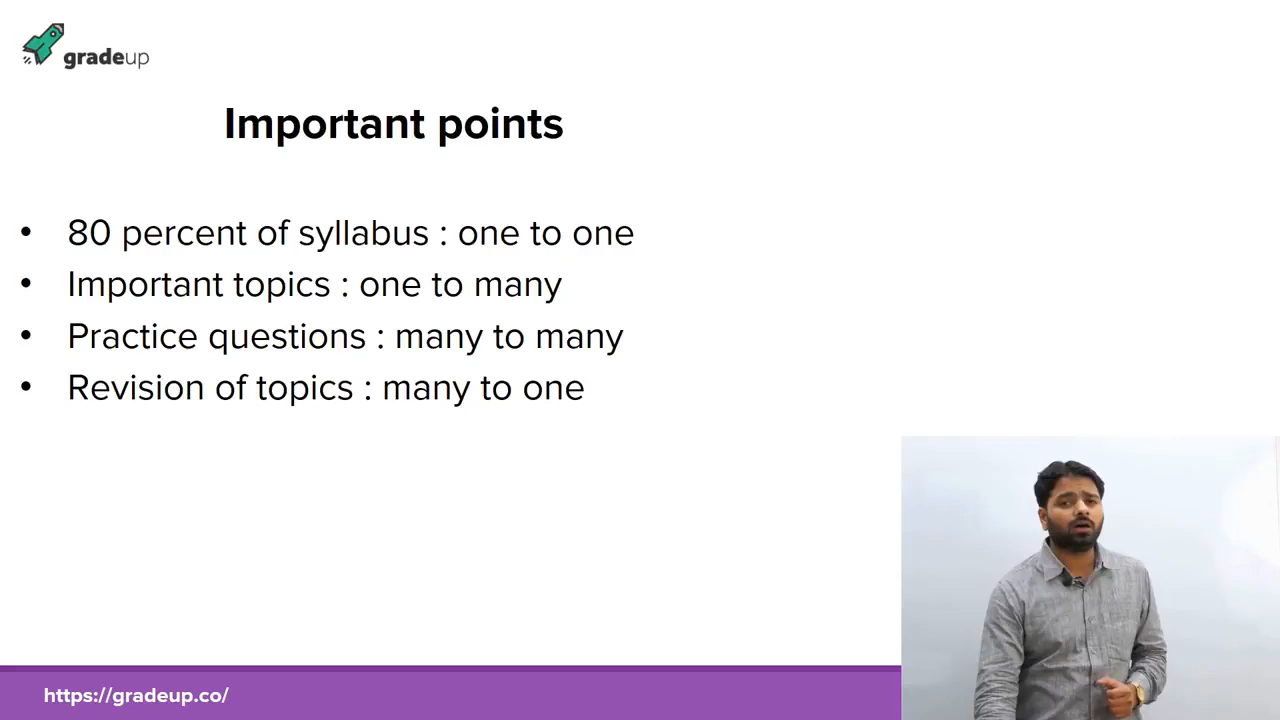 gradeup
Important points
• 80 percent of syllabus : one to one
• Important topics : one to many
• Practice questions : many to many
• Revision of topics : many to one
https://gradeup.co/